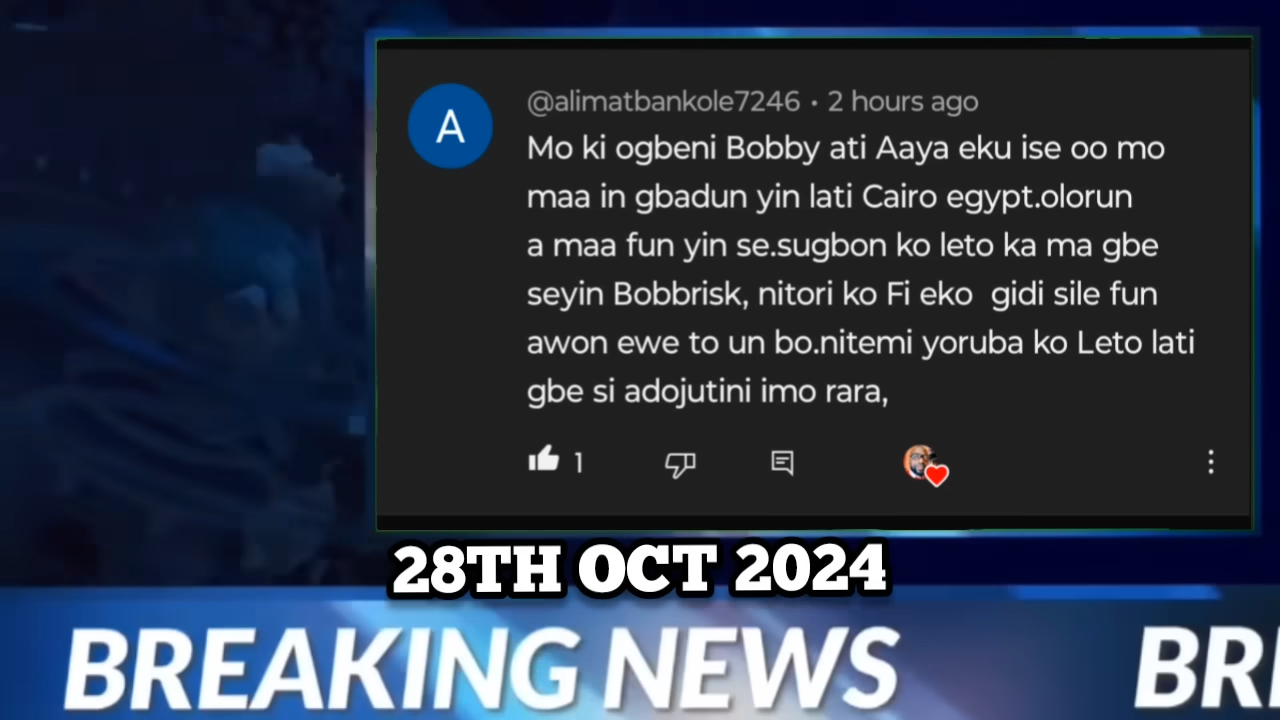 A
@alimatbankole7246 · 2 hours ago
Mo ki ogbeni Bobby ati Aaya eku ise oo mo
maa in gbadun yin lati Cairo egypt.olorun
a maa fun yin se.sugbon ko leto ka ma gbe
seyin Bobbrisk, nitori ko Fi eko gidi sile fun
awon ewe to un bo.nitemi yoruba ko Leto lati
gbe si adojutini imo rara,
1
28TH OCT 2024
BREAKING NEWS
BR